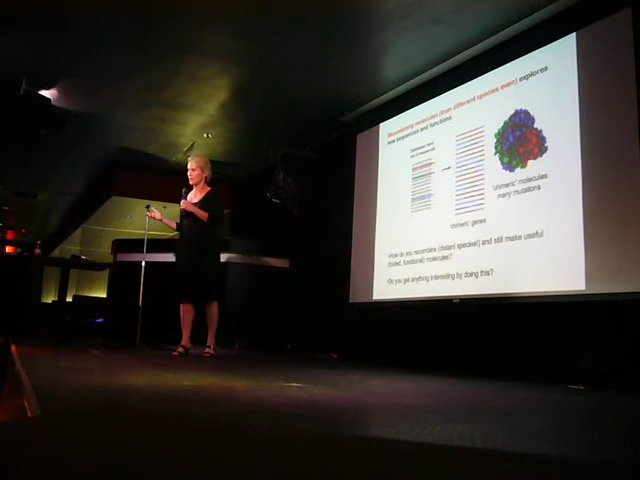 Recombining molecules (from different species even) explores
new sequences and functions
'chimeric' genes
'chimeric' molecules
many mutations
•How do you recombine (distant species!) and still make useful
(folded, functional) molecules?
•Do you get anything interesting by doing this?